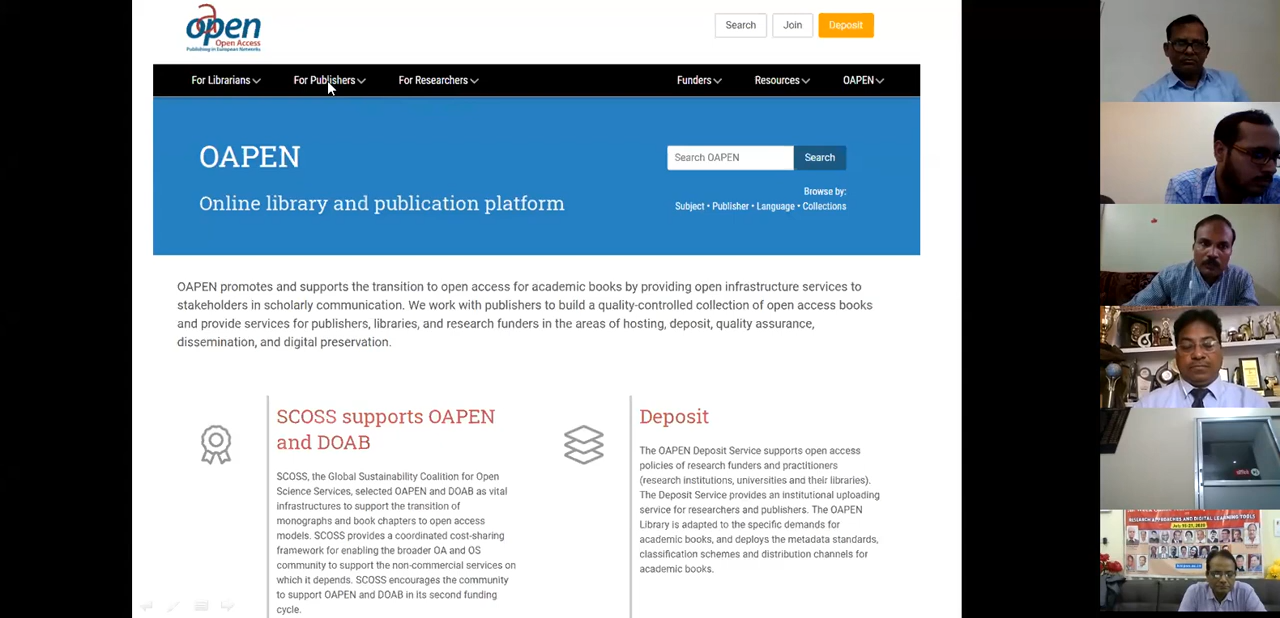 oapen
Open Access
Publishing in European Networks
Search
Join
Deposit
For Librarians
For Publishers
For Researchers
Funders
Resources
OAPEN
OAPEN
Online library and publication platform
Search OAPEN
Search
Browse by:
Subject • Publisher • Language • Collections
OAPEN promotes and supports the transition to open access for academic books by providing open infrastructure services to
stakeholders in scholarly communication. We work with publishers to build a quality-controlled collection of open access books
and provide services for publishers, libraries, and research funders in the areas of hosting, deposit, quality assurance,
dissemination, and digital preservation.
SCOSS supports OAPEN
and DOAB
SCOSS, the Global Sustainability Coalition for Open
Science Services, selected OAPEN and DOAB as vital
infrastructures to support the transition of
monographs and book chapters to open access
models. SCOSS provides a coordinated cost-sharing
framework for enabling the broader OA and OS
community to support the non-commercial services on
which it depends. SCOSS encourages the community
to support OAPEN and DOAB in its second funding
cycle.
Deposit
The OAPEN Deposit Service supports open access
policies of research funders and practitioners
(research institutions, universities and their libraries).
The Deposit Service provides an institutional uploading
service for researchers and publishers. The OAPEN
Library is adapted to the specific demands for
academic books, and deploys the metadata standards,
classification schemes and distribution channels for
academic books.
RESEARCH APPROACHES AND DIGITAL LEARNING TOOLS